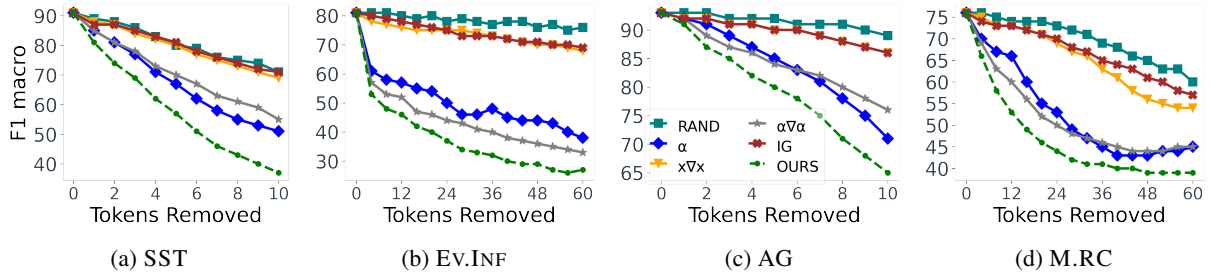 F1 macro
90
80
70
60
50
40
0 2 4 6 8 10
Tokens Removed
(a) SST
80
70
60
50
40
30
0 12 24 36 48 60
Tokens Removed
(b) EV.INF
90
85
80
75
70
65
RAND
α
x∇x
α∇α
IG
OURS
0 2 4 6 8 10
Tokens Removed
(c) AG
75
70
65
60
55
50
45
40
0 12 24 36 48 60
Tokens Removed
(d) M.RC